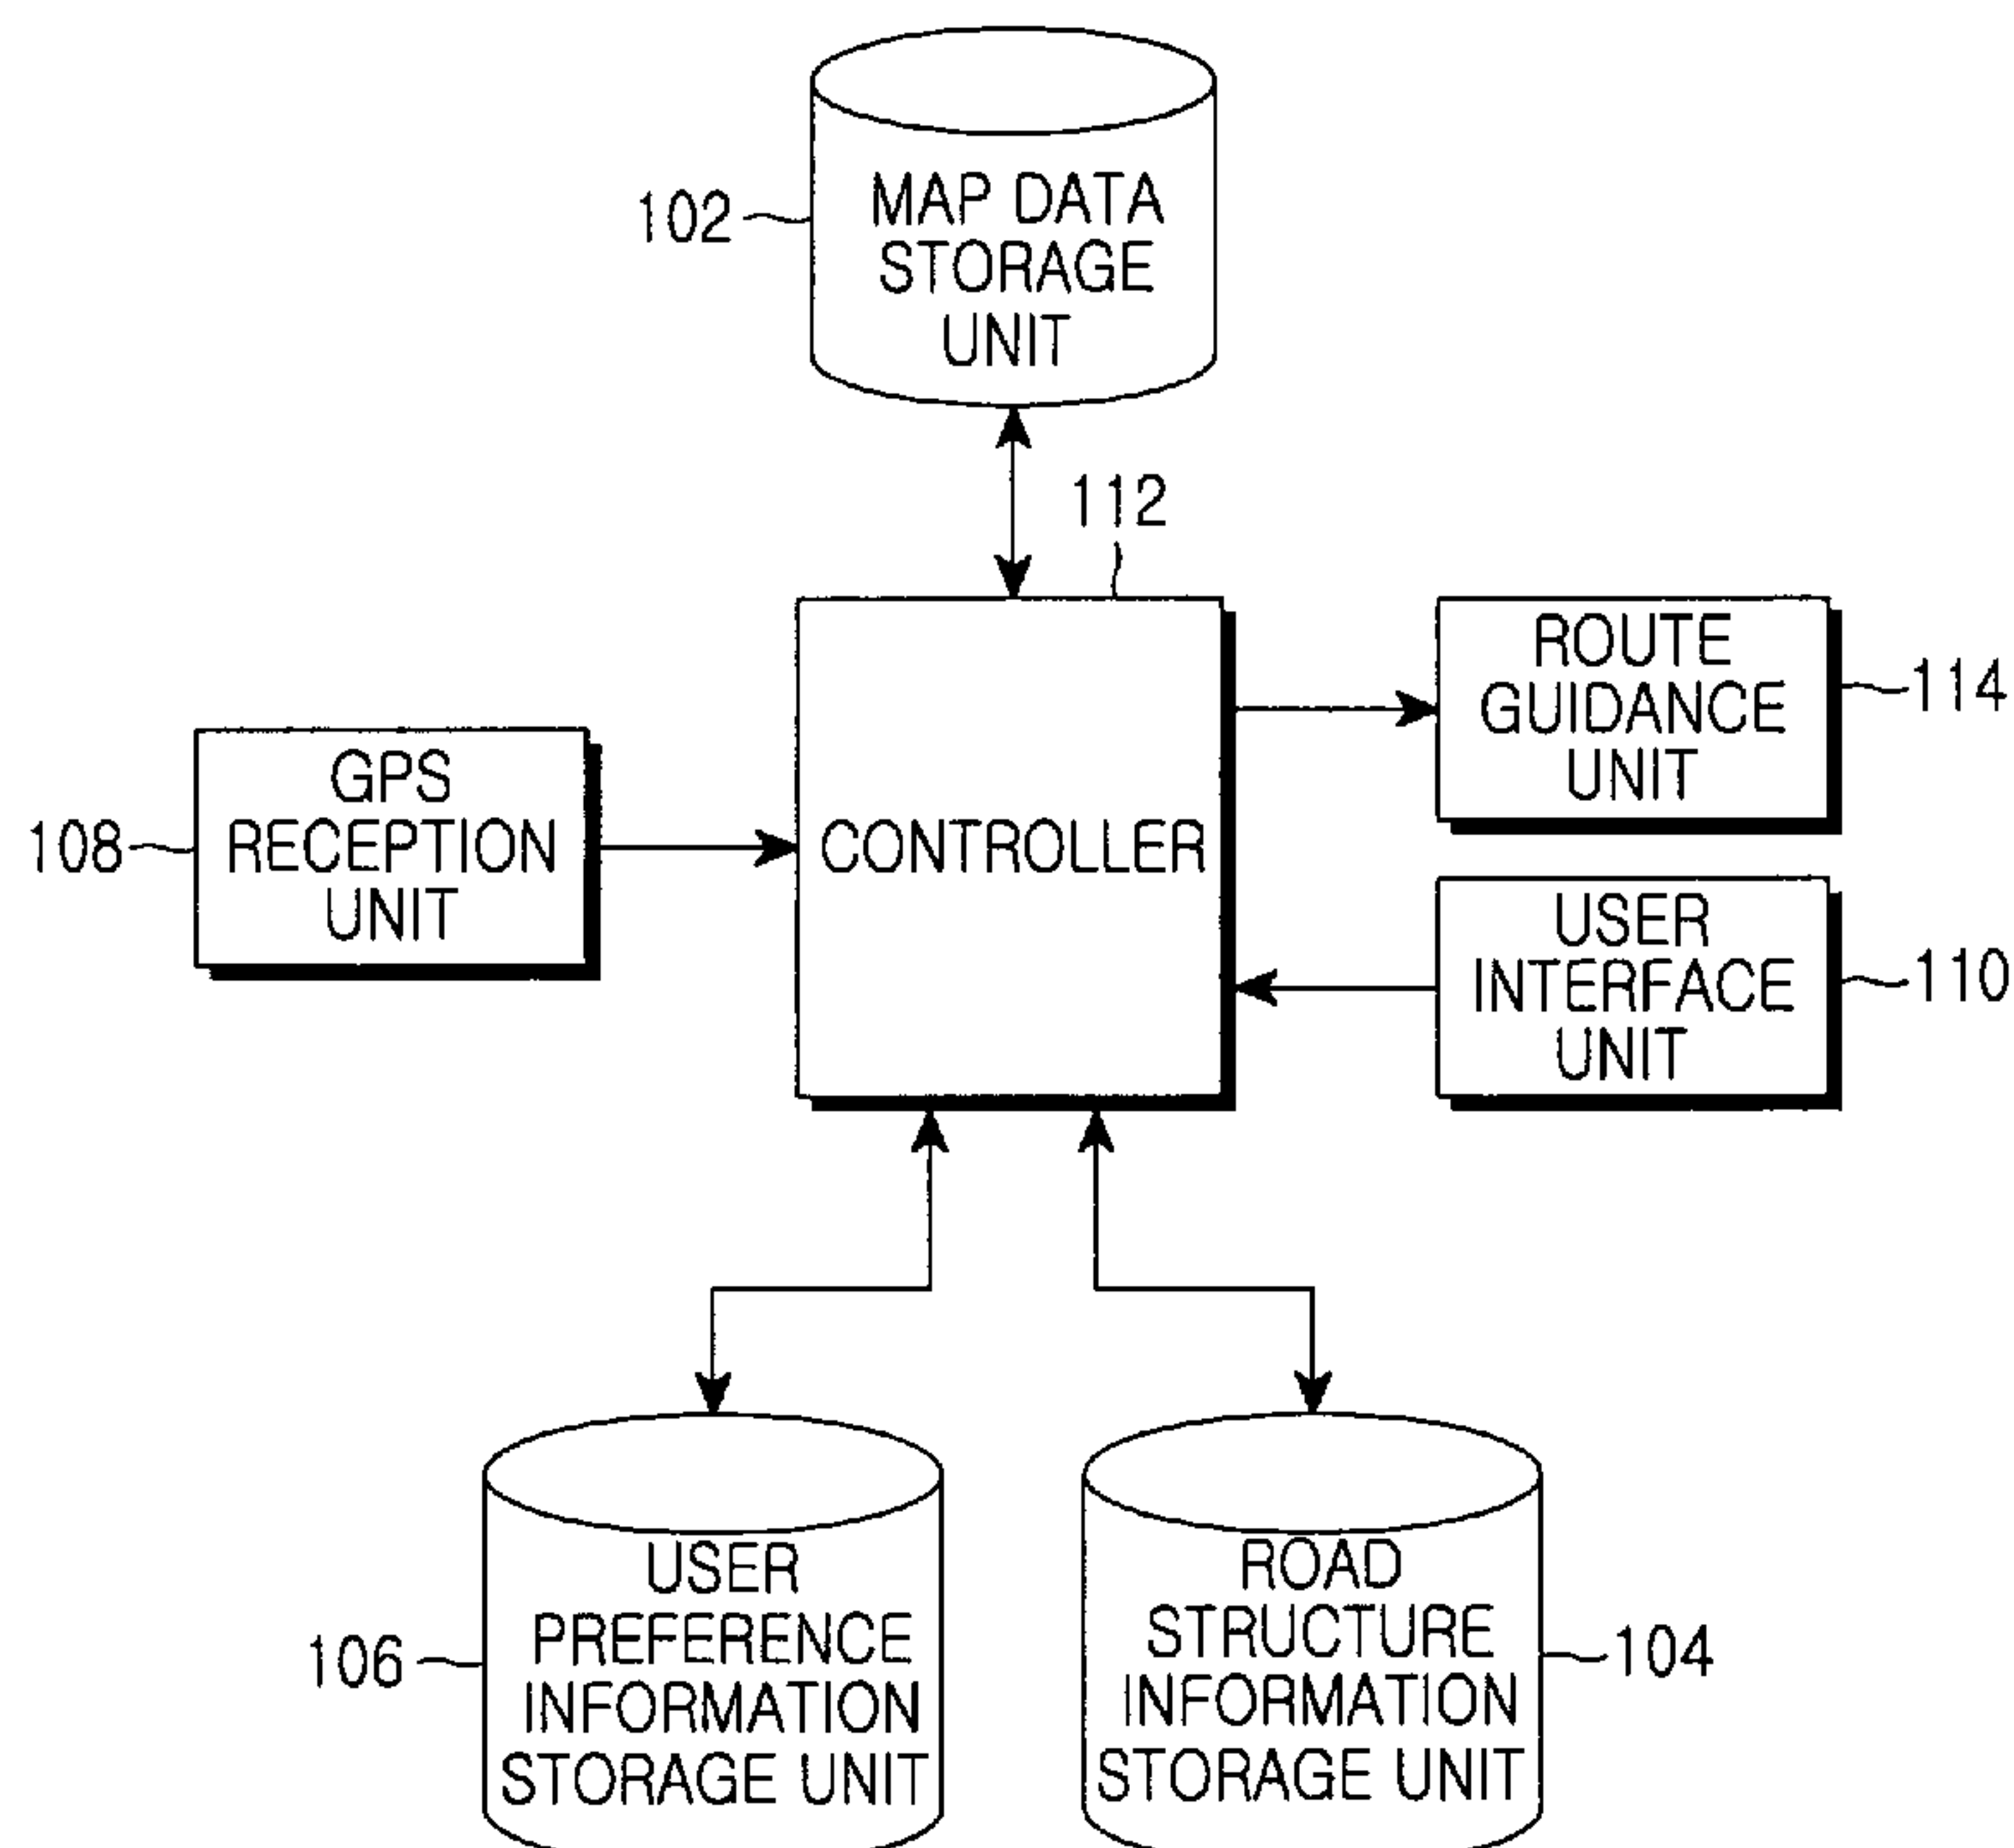 102
MAP DATA
STORAGE
UNIT
112
CONTROLLER
ROUTE
GUIDANCE
UNIT
114
108
GPS
RECEPTION
UNIT
USER
INTERFACE
UNIT
110
106
USER
PREFERENCE
INFORMATION
STORAGE UNIT
ROAD
STRUCTURE
INFORMATION
STORAGE UNIT
104